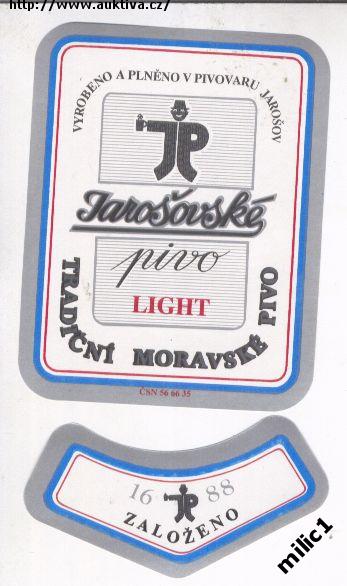 http://www.auktiva.cz/
VYROBENO A PLNĚNO V PIVOVARU JAROŠOV
JP
Jarošovské
pivo
LIGHT
TRADIČNÍ MORAVSKÉ PIVO
ČSN 56 66 35
16 JP 88
ZALOŽENO
milic1